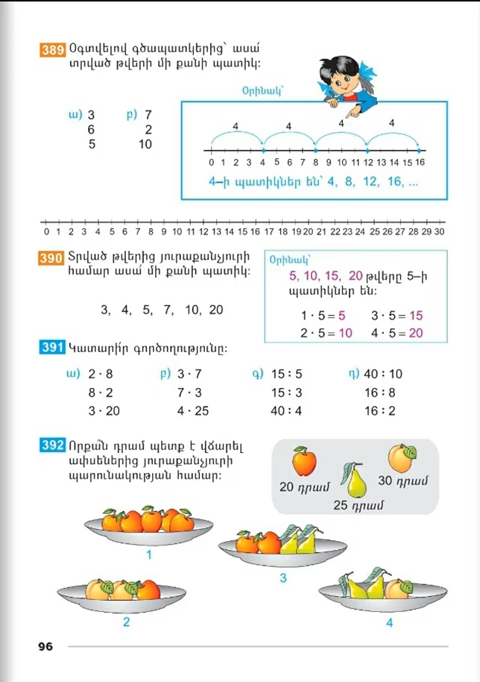 389 Օգտվելով գծապատկերից՝ ասա՛
տրված թվերի մի քանի պատիկ:
Օրինակ՝
ա) 3 բ) 7
6 2
5 10
4 4 4 4
0 1 2 3 4 5 6 7 8 9 10 11 12 13 14 15 16
4–ի պատիկներ են՝ 4, 8, 12, 16, ...
0 1 2 3 4 5 6 7 8 9 10 11 12 13 14 15 16 17 18 19 20 21 22 23 24 25 26 27 28 29 30
390 Տրված թվերից յուրաքանչյուրի
համար ասա՛ մի քանի պատիկ:
3, 4, 5, 7, 10, 20
Օրինակ՝
5, 10, 15, 20 թվերը 5–ի
պատիկներ են:
1 · 5 = 5 3 · 5 = 15
2 · 5 = 10 4 · 5 = 20
391 Կատարի՛ր գործողությունը:
ա) 2 · 8 բ) 3 · 7 գ) 15 : 5 դ) 40 : 10
8 · 2 7 · 3 15 : 3 16 : 8
3 · 20 4 · 25 40 : 4 16 : 2
392 Որքա՞ն դրամ պետք է վճարել
ափսեներից յուրաքանչյուրի
պարունակության համար:
20 դրամ 30 դրամ
25 դրամ
1
3
2
4
96